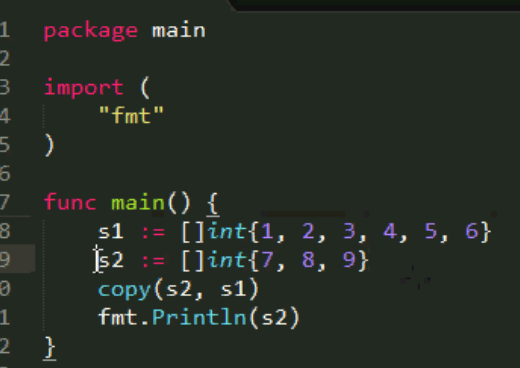 1 package main
2
3 import (
4 "fmt"
5 )
6
7 func main() {
8 s1 := []int{1, 2, 3, 4, 5, 6}
9 s2 := []int{7, 8, 9}
0 copy(s2, s1)
1 fmt.Println(s2)
2 }